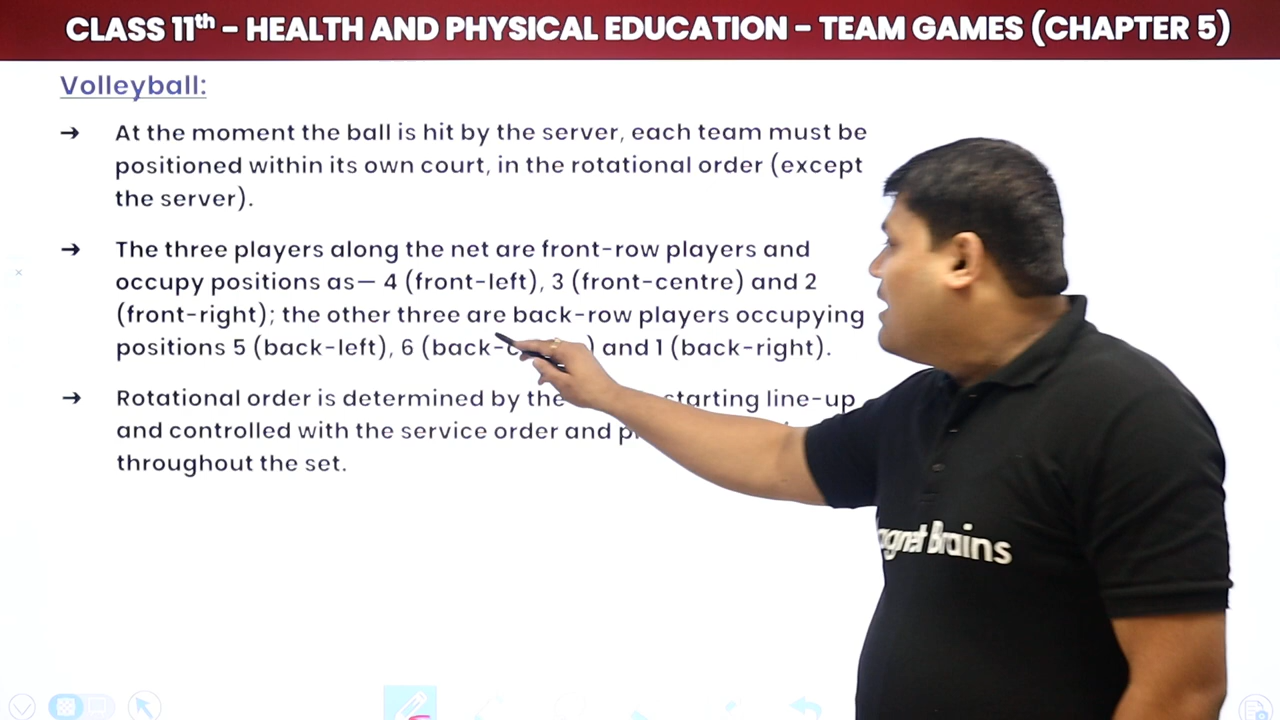 CLASS 11th - HEALTH AND PHYSICAL EDUCATION - TEAM GAMES (CHAPTER 5)
Volleyball:
→ At the moment the ball is hit by the server, each team must be
positioned within its own court, in the rotational order (except
the server).
→ The three players along the net are front-row players and
occupy positions as— 4 (front-left), 3 (front-centre) and 2
(front-right); the other three are back-row players occupying
positions 5 (back-left), 6 (back-c ) and 1 (back-right).
→ Rotational order is determined by the starting line-up
and controlled with the service order and
throughout the set.
agnet Brains